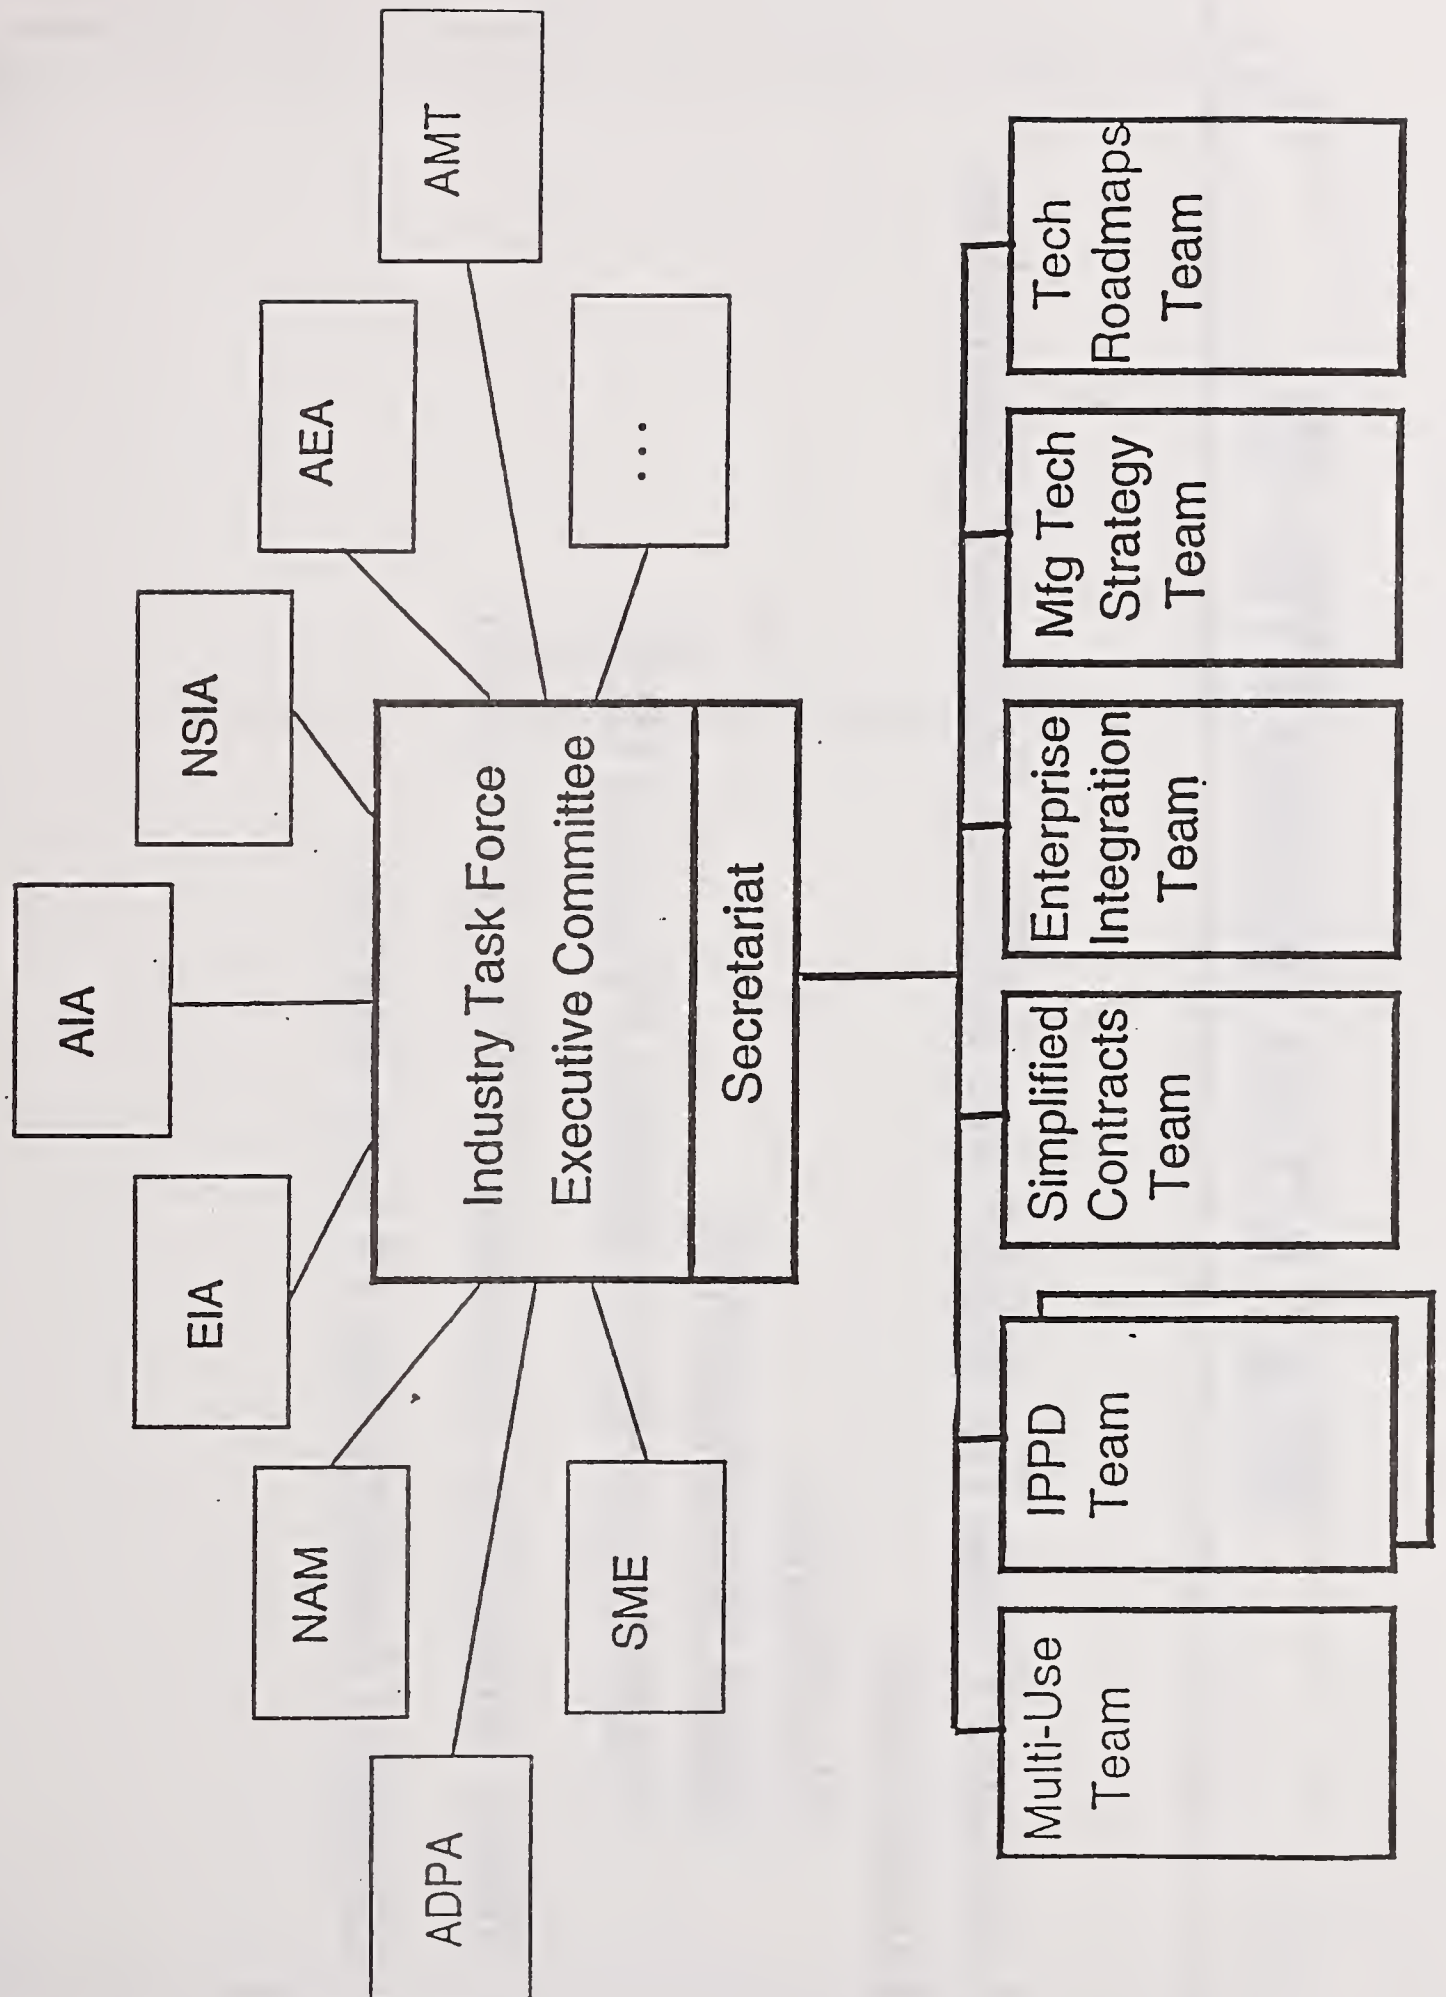 AIA
EIA
NSIA
NAM
AEA
ADPA
AMT
SME
...
Industry Task Force
Executive Committee
Secretariat
Multi-Use
Team
IPPD
Team
Simplified
Contracts
Team
Enterprise
Integration
Team
Mfg Tech
Strategy
Team
Tech
Roadmaps
Team